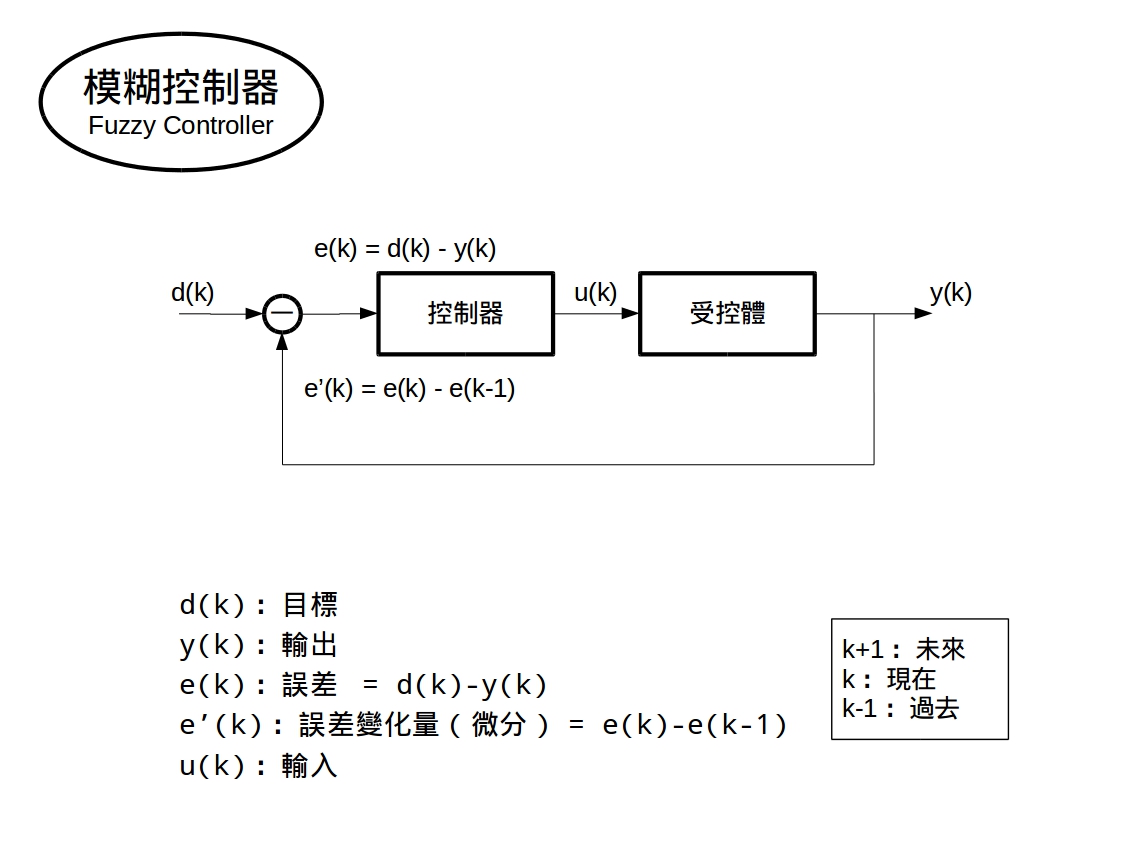 模糊控制器
Fuzzy Controller
e(k) = d(k) - y(k)
d(k)
控制器
u(k)
受控體
y(k)
e’(k) = e(k) - e(k-1)
d(k)：目標
y(k)：輸出
e(k)：誤差 = d(k)-y(k)
e’(k)：誤差變化量(微分) = e(k)-e(k-1)
u(k)：輸入
k+1：未來
k：現在
k-1：過去